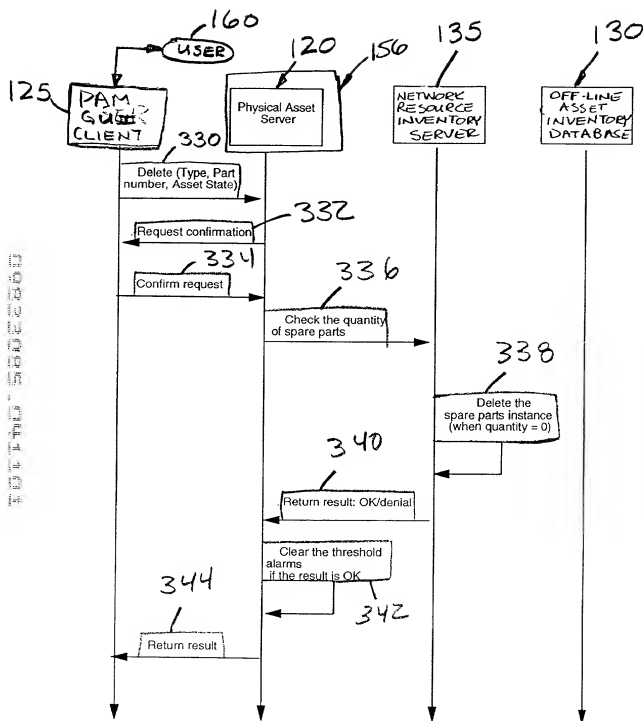 160
USER
120
156
135
130
125
PAM
CLIENT
Physical Asset
Server
NETWORK
RESOURCE
INVENTORY
SERVER
OFF-LINE
ASSET
INVENTORY
DATABASE
330
Delete (Type, Part
number, Asset State)
332
Request confirmation
334
Confirm request
336
Check the quantity
of spare parts
338
Delete the
spare parts instance
(when quantity = 0)
340
Return result: OK/denial
Clear the threshold
alarms
if the result is OK
342
344
Return result